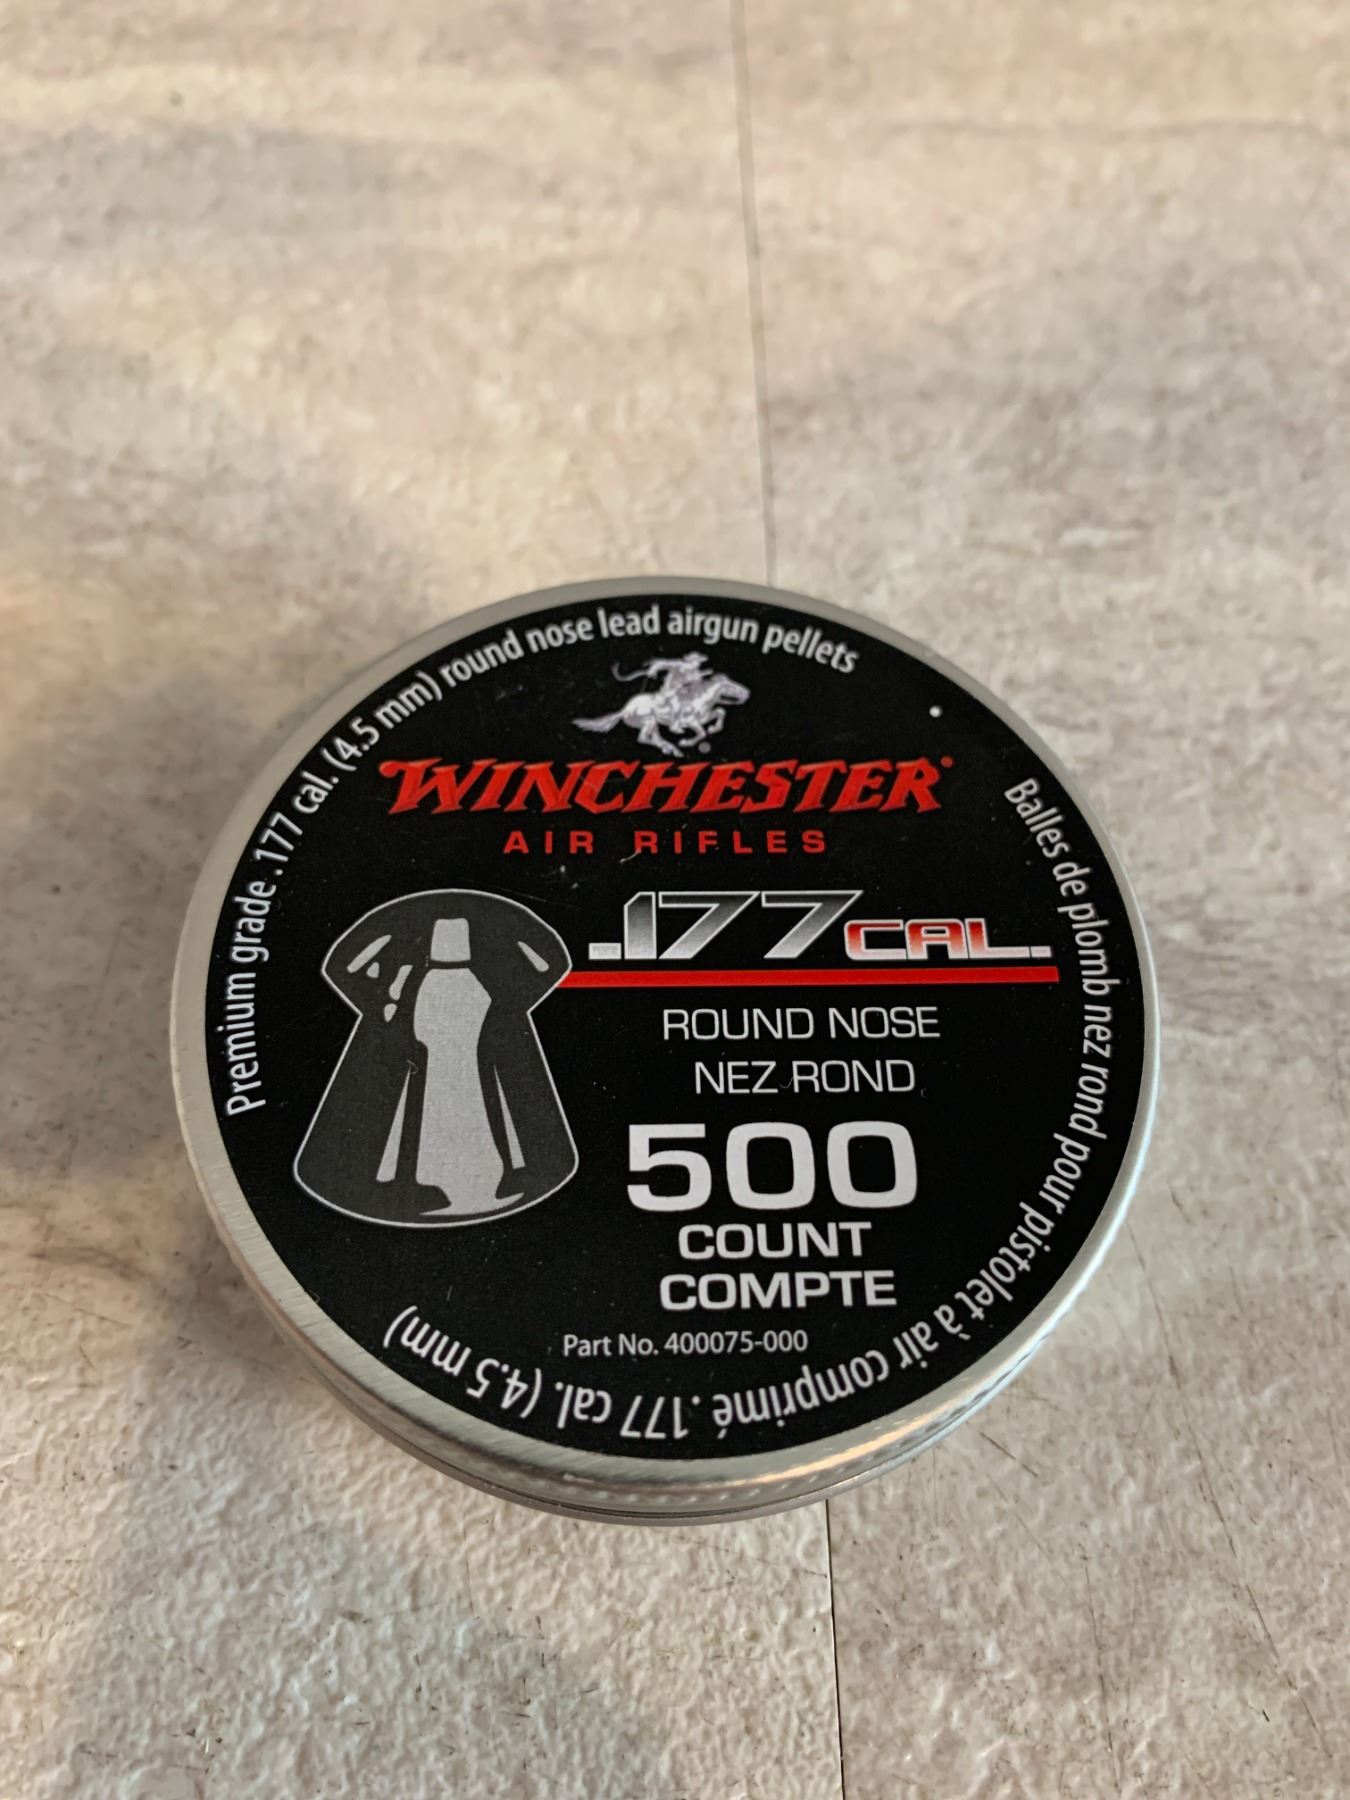 Premium grade .177 cal. (4.5 mm) round nose lead airgun pellets
WINCHESTER
AIR RIFLES
.177 CAL.
ROUND NOSE
NEZ ROND
500
COUNT
COMPTE
Part No. 400075-000
Balles de plomb nez rond pour pistolet à air comprimé .177 cal. (4.5 mm)